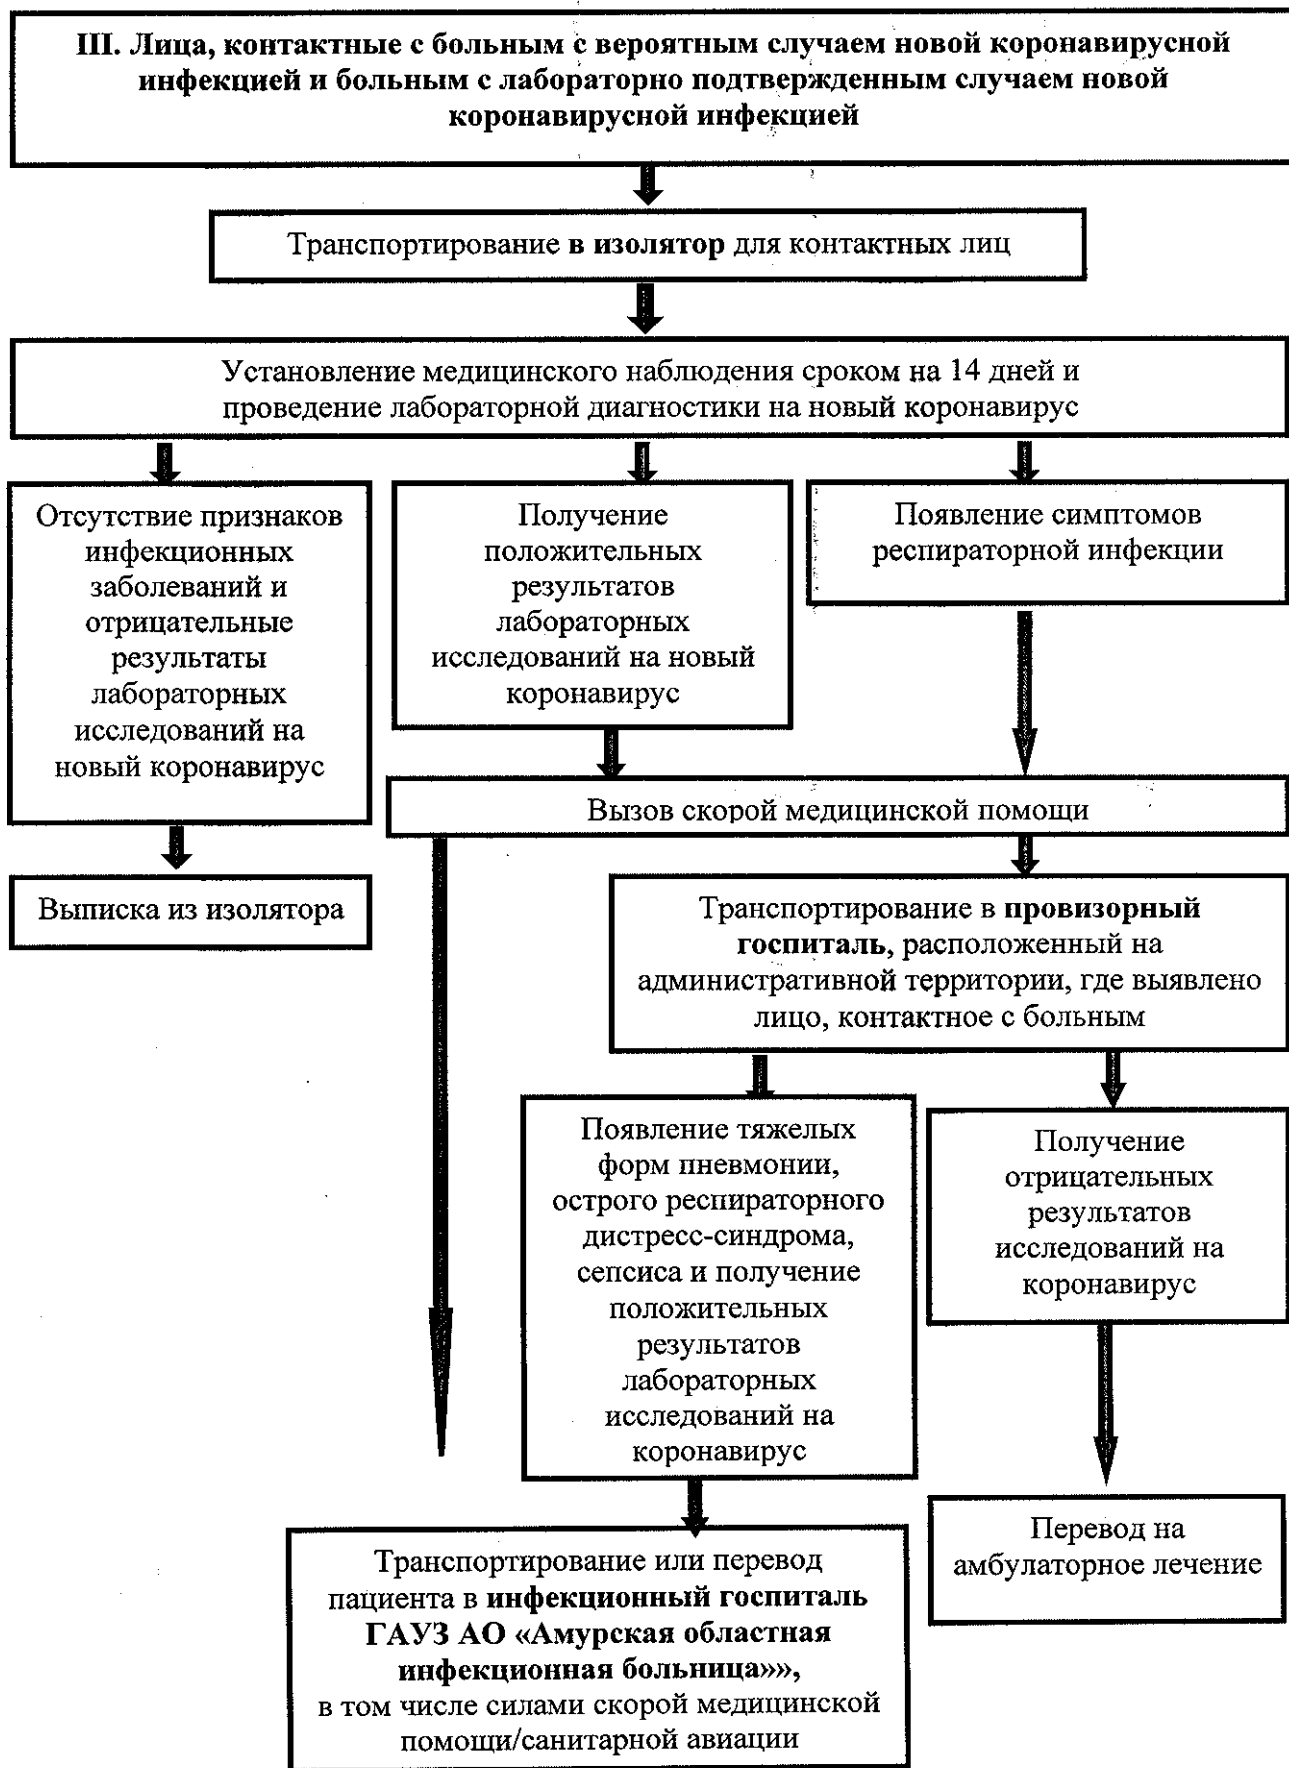 III. Лица, контактные с больным с вероятным случаем новой коронавирусной
инфекцией и больным с лабораторно подтвержденным случаем новой
коронавирусной инфекцией
Транспортирование в изолятор для контактных лиц
Установление медицинского наблюдения сроком на 14 дней и
проведение лабораторной диагностики на новый коронавирус
Отсутствие признаков
инфекционных
заболеваний и
отрицательные
результаты
лабораторных
исследований на
новый коронавирус
Получение
положительных
результатов
лабораторных
исследований на новый
коронавирус
Появление симптомов
респираторной инфекции
Вызов скорой медицинской помощи
Выписка из изолятора
Транспортирование в провизорный
госпиталь, расположенный на
административной территории, где выявлено
лицо, контактное с больным
Появление тяжелых
форм пневмонии,
острого респираторного
дистресс-синдрома,
сепсиса и получение
положительных
результатов
лабораторных
исследований на
коронавирус
Получение
отрицательных
результатов
исследований на
коронавирус
Перевод на
амбулаторное лечение
Транспортирование или перевод
пациента в инфекционный госпиталь
ГАУЗ АО «Амурская областная
инфекционная больница»»,
в том числе силами скорой медицинской
помощи/санитарной авиации